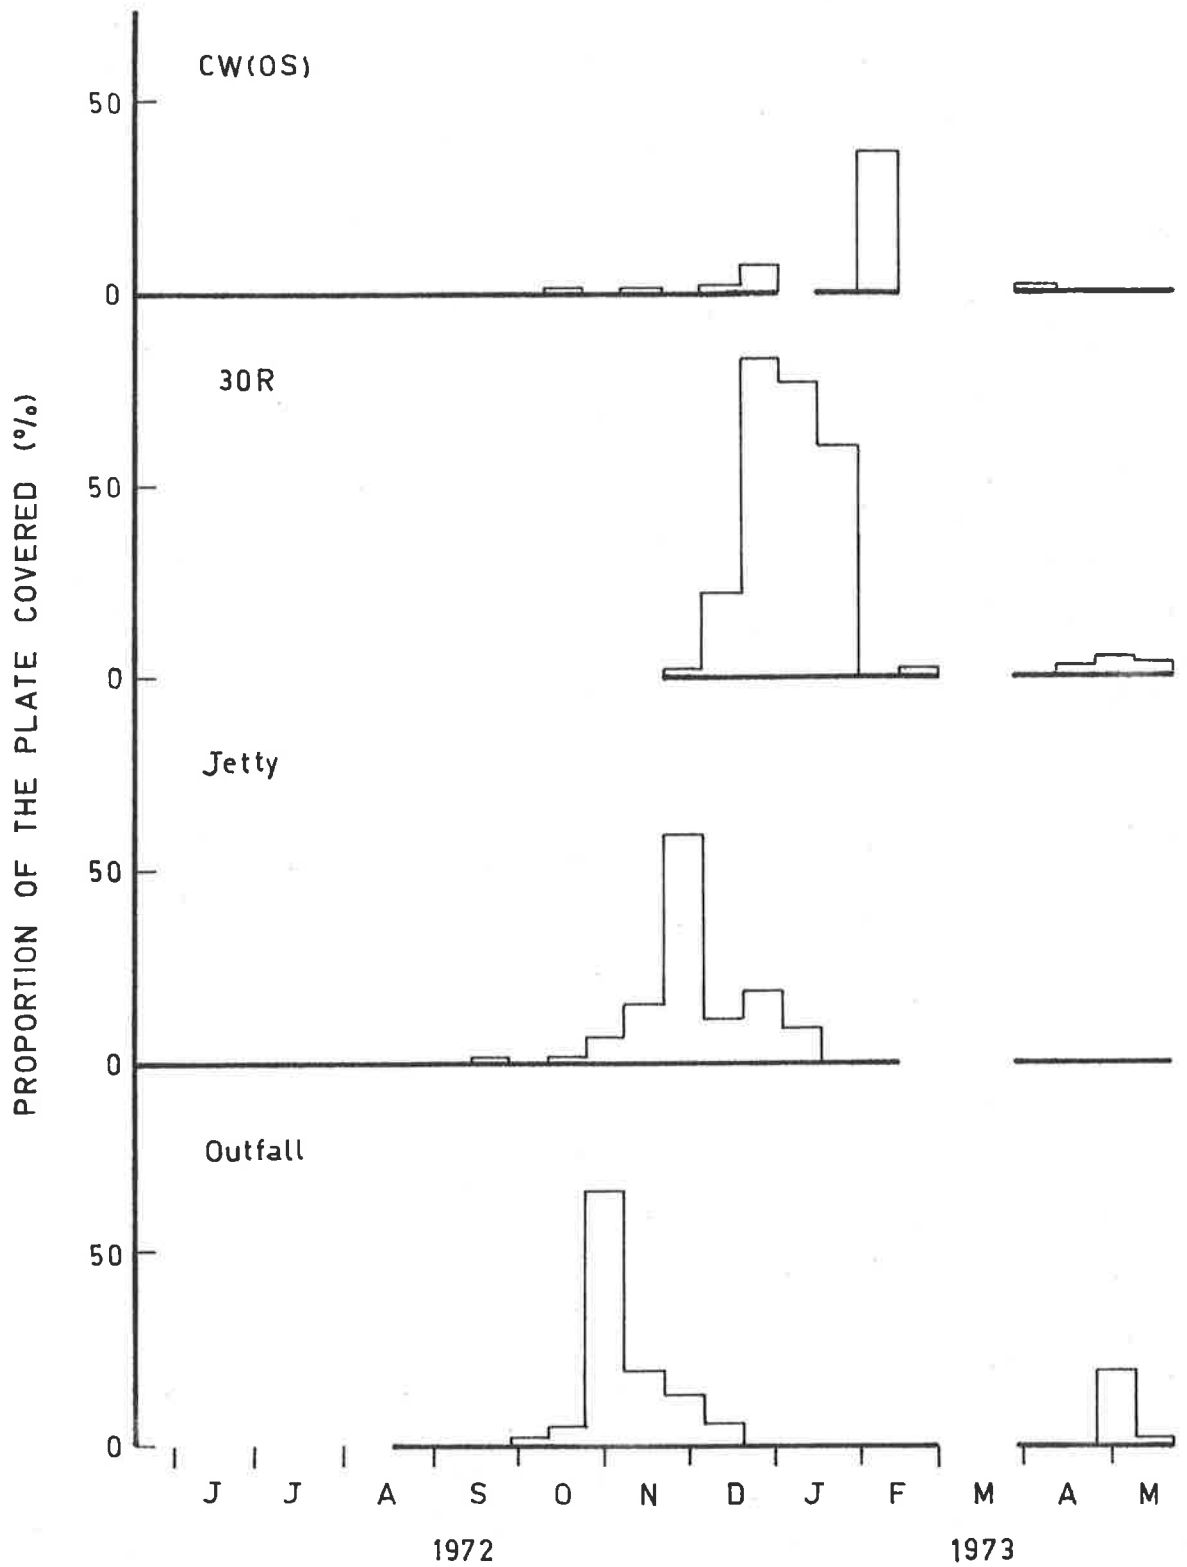 PROPORTION OF THE PLATE COVERED (%)
CW(OS)
50
0
30R
50
0
Jetty
50
0
Outfall
50
0
J J A S O N D J F M A M
1972 1973